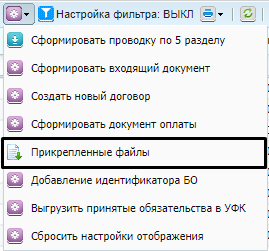 Настройка фильтра: ВЫКЛ
Сформировать проводку по 5 разделу
Сформировать входящий документ
Создать новый договор
Сформировать документ оплаты
Прикрепленные файлы
Добавление идентификатора БО
Выгрузить принятые обязательства в УФК
Сбросить настройки отображения